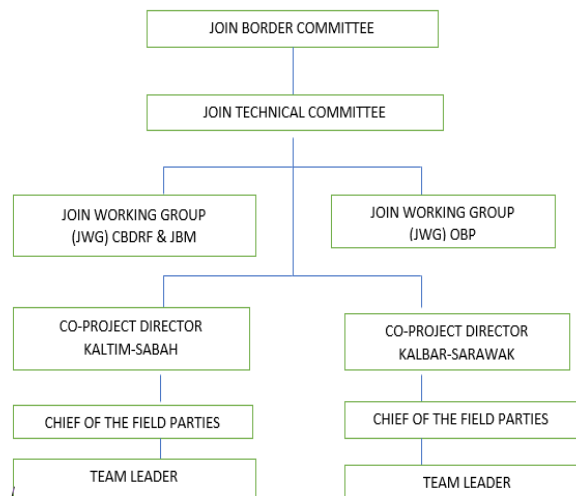 JOIN BORDER COMMITTEE
JOIN TECHNICAL COMMITTEE
JOIN WORKING GROUP
(JWG) CBDRF & JBM
JOIN WORKING GROUP
(JWG) OBP
CO-PROJECT DIRECTOR
KALTIM-SABAH
CO-PROJECT DIRECTOR
KALBAR-SARAWAK
CHIEF OF THE FIELD PARTIES
CHIEF OF THE FIELD PARTIES
TEAM LEADER
TEAM LEADER